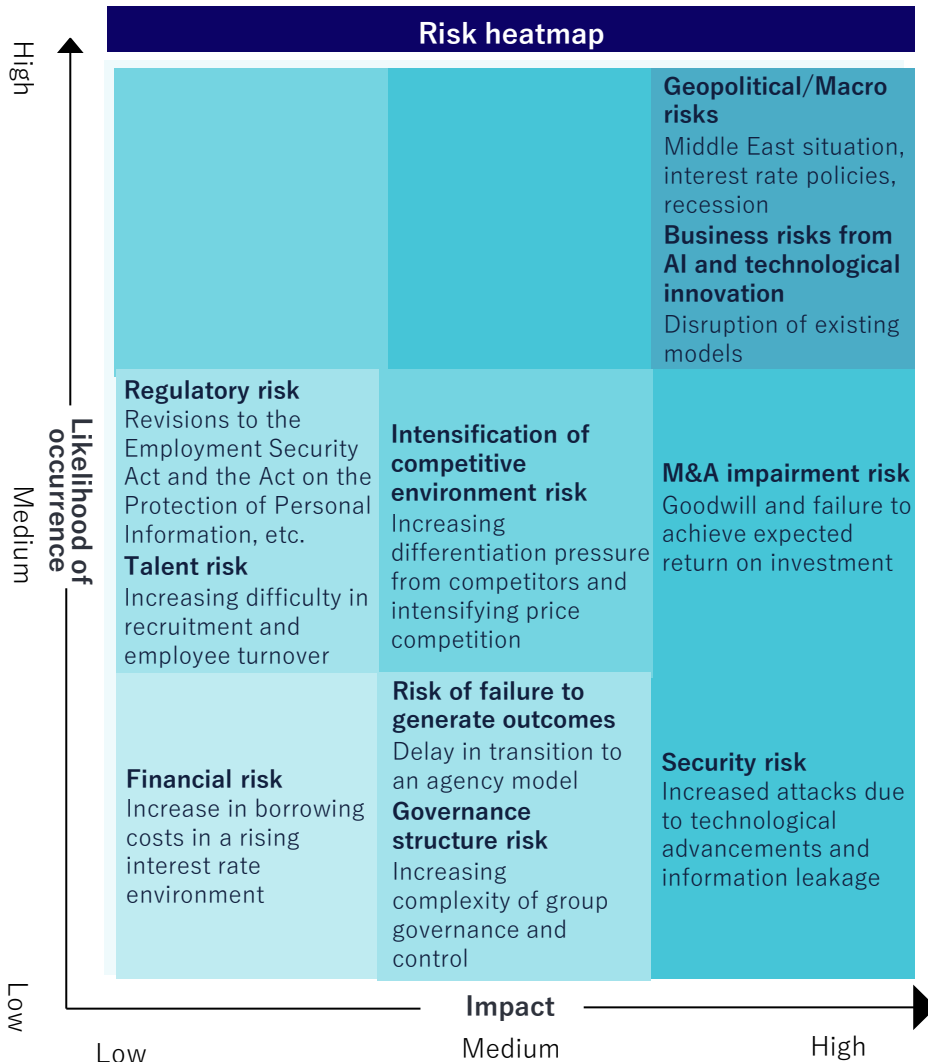 Risk heatmap
High
Geopolitical/Macro
risks
Middle East situation,
interest rate policies,
recession
Business risks from
AI and technological
innovation
Disruption of existing
models
Likelihood of
occurrence
Medium
Regulatory risk
Revisions to the
Employment Security
Act and the Act on the
Protection of Personal
Information, etc.
Talent risk
Increasing difficulty in
recruitment and
employee turnover
Intensification of
competitive
environment risk
Increasing
differentiation pressure
from competitors and
intensifying price
competition
M&A impairment risk
Goodwill and failure to
achieve expected
return on investment
Financial risk
Increase in borrowing
costs in a rising
interest rate
environment
Risk of failure to
generate outcomes
Delay in transition to
an agency model
Governance
structure risk
Increasing
complexity of group
governance and
control
Security risk
Increased attacks due
to technological
advancements and
information leakage
Low
Impact
Low
Medium
High